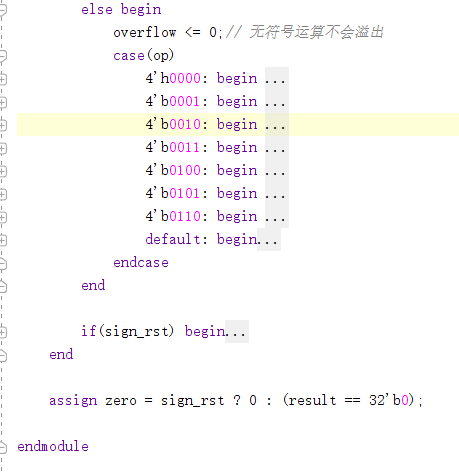 else begin
overflow <= 0;// 无符号运算不会溢出
case(op)
4'h0000: begin ...
4'b0001: begin ...
4'b0010: begin ...
4'b0011: begin ...
4'b0100: begin ...
4'b0101: begin ...
4'b0110: begin ...
default: begin...
endcase
end
if(sign_rst) begin...
end
assign zero = sign_rst ? 0 : (result == 32'b0);
endmodule